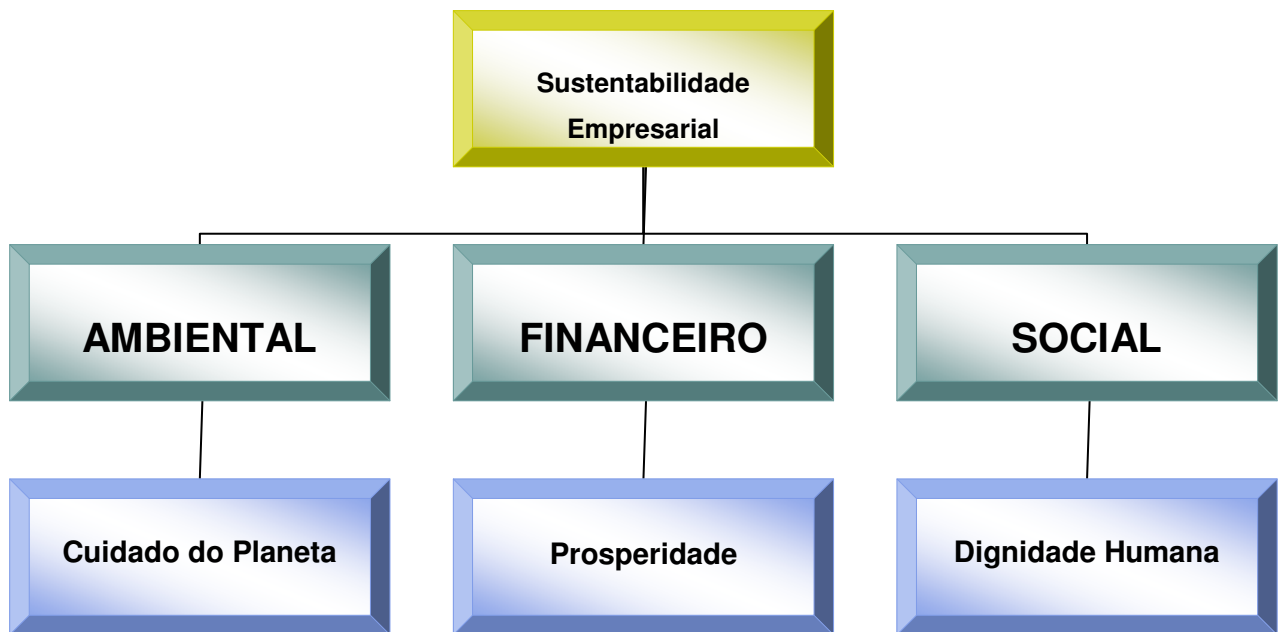 Sustentabilidade
Empresarial
AMBIENTAL
FINANCEIRO
SOCIAL
Cuidado do Planeta
Prosperidade
Dignidade Humana